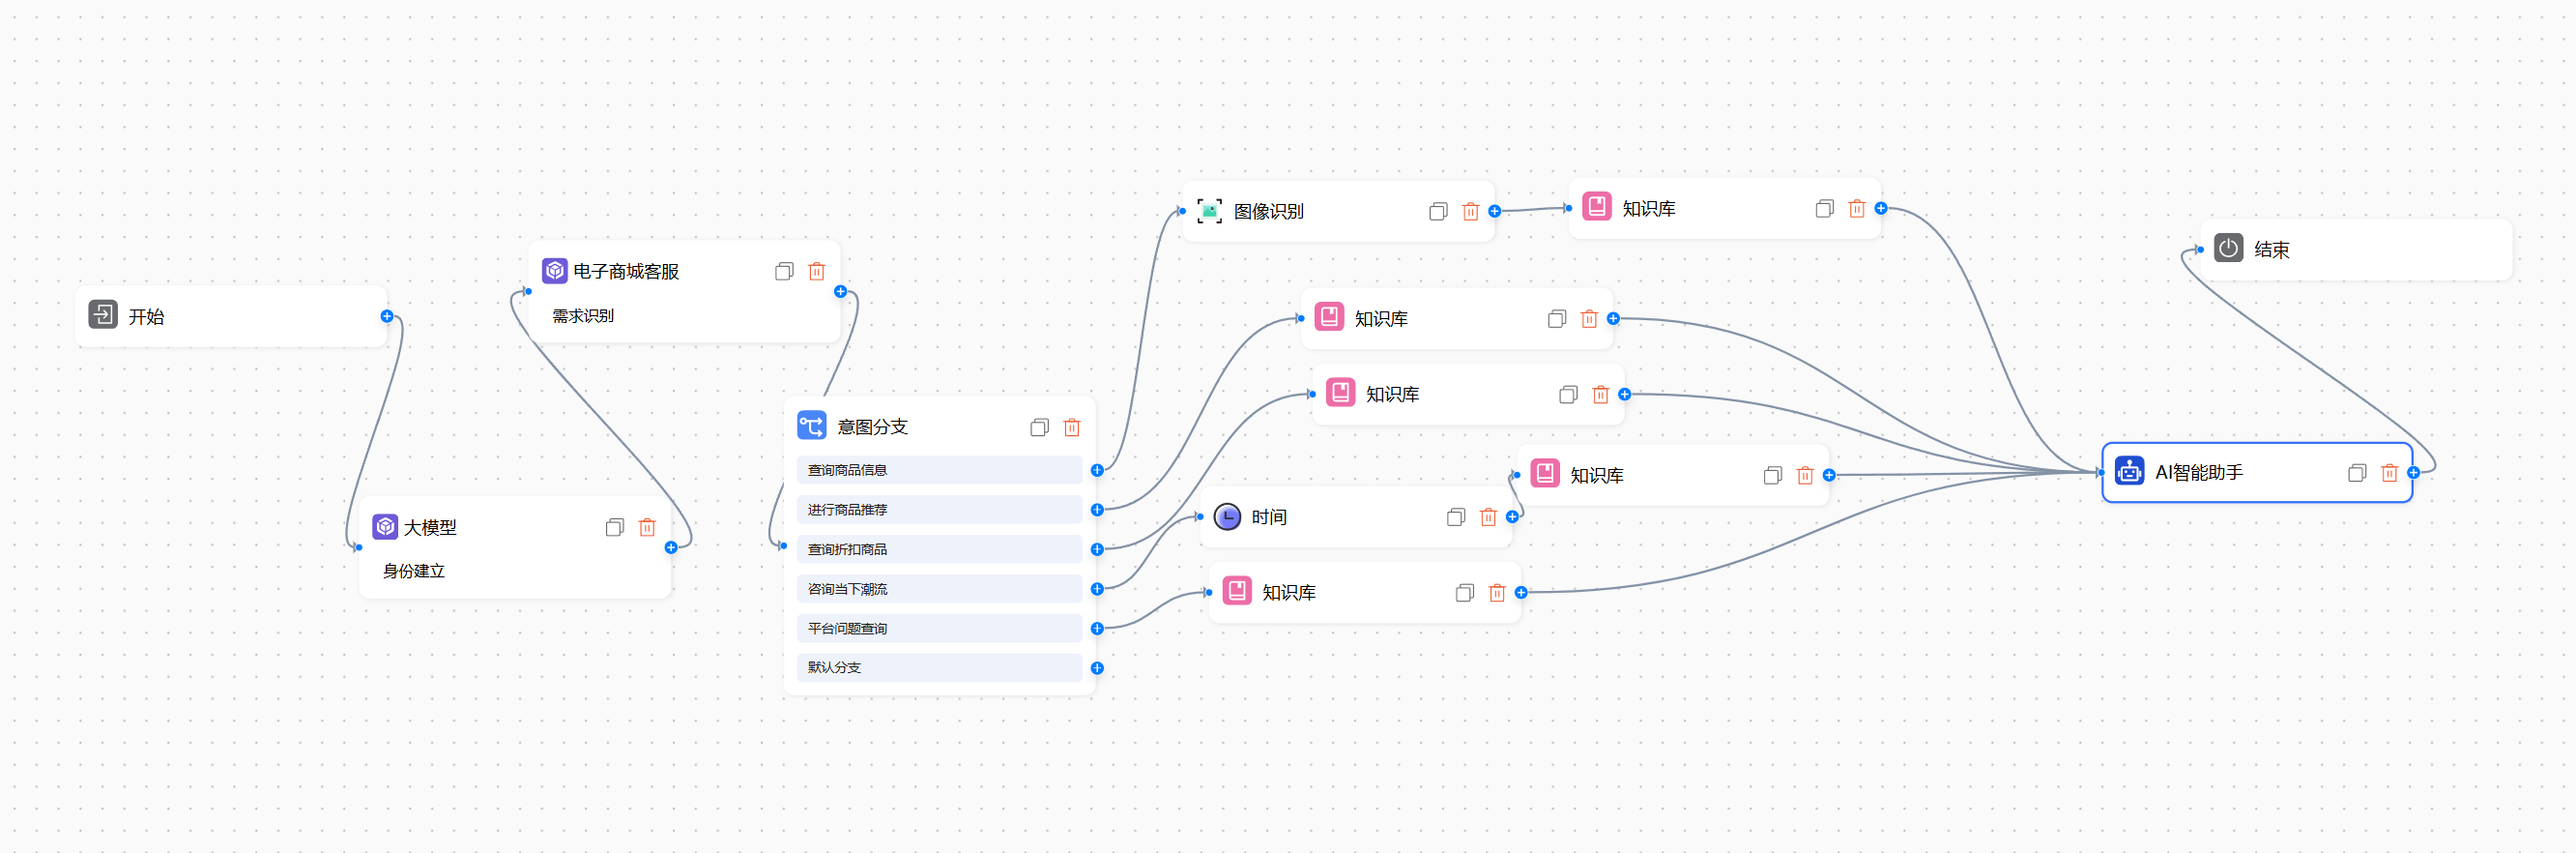 开始
大模型
身份建立
电子商城客服
需求识别
意图分支
查询商品信息
进行商品推荐
查询折扣商品
咨询当下潮流
平台问题查询
默认分支
图像识别
知识库
知识库
知识库
时间
知识库
知识库
AI智能助手
结束